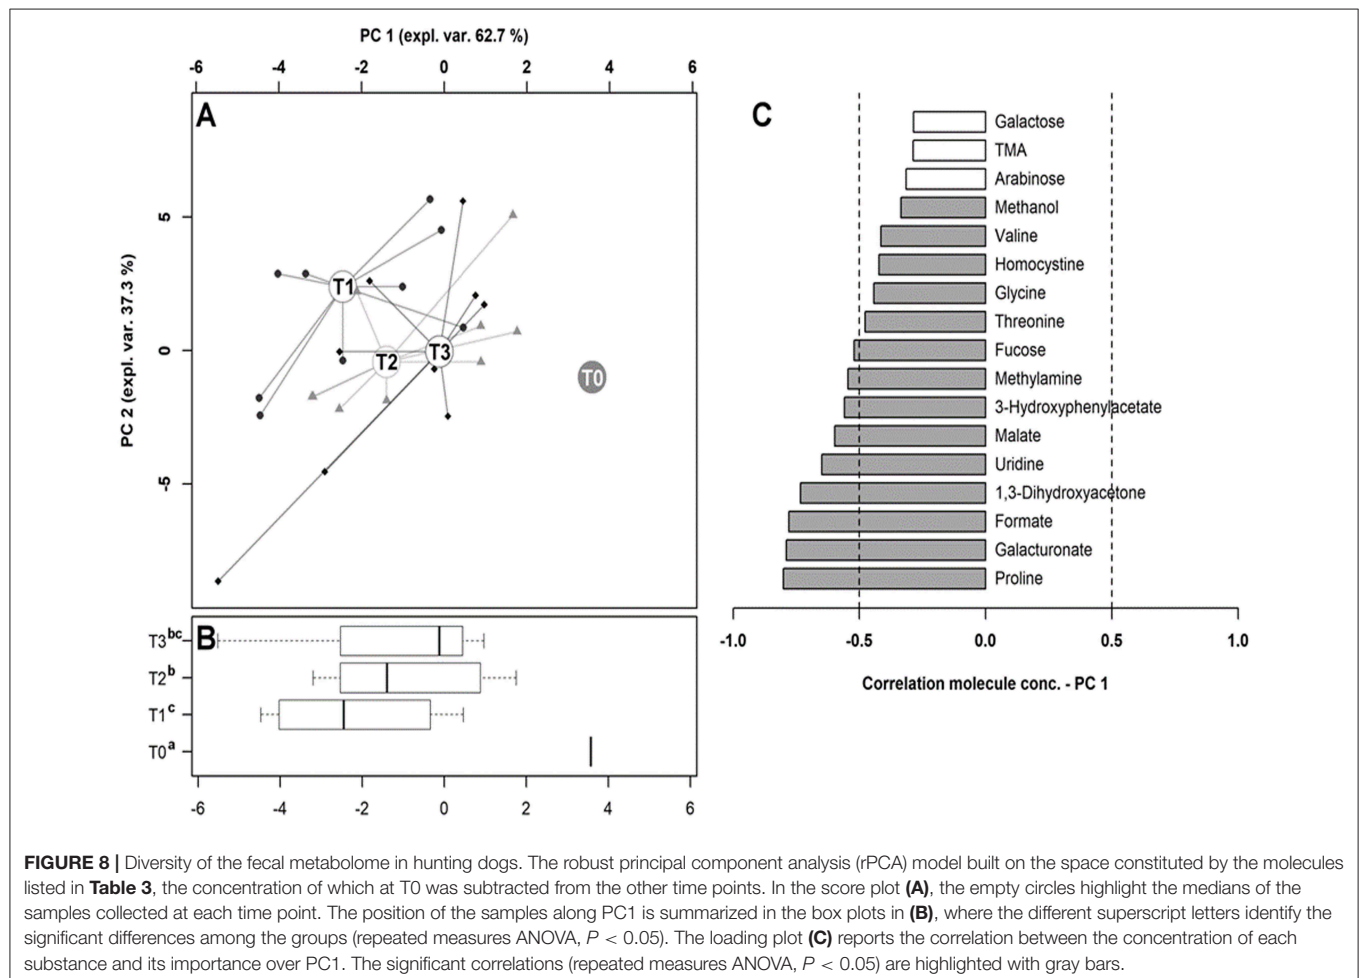 PC 1 (expl. var. 62.7 %)
-6 -4 -2 0 2 4 6
A
PC 2 (expl. var. 37.3 %)
5
0
-5
T1
T2
T3
T0
B
T3bc
T2b
T1c
T0a
-6 -4 -2 0 2 4 6
C
Galactose
TMA
Arabinose
Methanol
Valine
Homocystine
Glycine
Threonine
Fucose
Methylamine
3-Hydroxyphenylacetate
Malate
Uridine
1,3-Dihydroxyacetone
Formate
Galacturonate
Proline
-1.0 -0.5 0.0 0.5 1.0
Correlation molecule conc. - PC 1
FIGURE 8 | Diversity of the fecal metabolome in hunting dogs. The robust principal component analysis (rPCA) model built on the space constituted by the molecules
listed in Table 3, the concentration of which at T0 was subtracted from the other time points. In the score plot (A), the empty circles highlight the medians of the
samples collected at each time point. The position of the samples along PC1 is summarized in the box plots in (B), where the different superscript letters identify the
significant differences among the groups (repeated measures ANOVA, P < 0.05). The loading plot (C) reports the correlation between the concentration of each
substance and its importance over PC1. The significant correlations (repeated measures ANOVA, P < 0.05) are highlighted with gray bars.